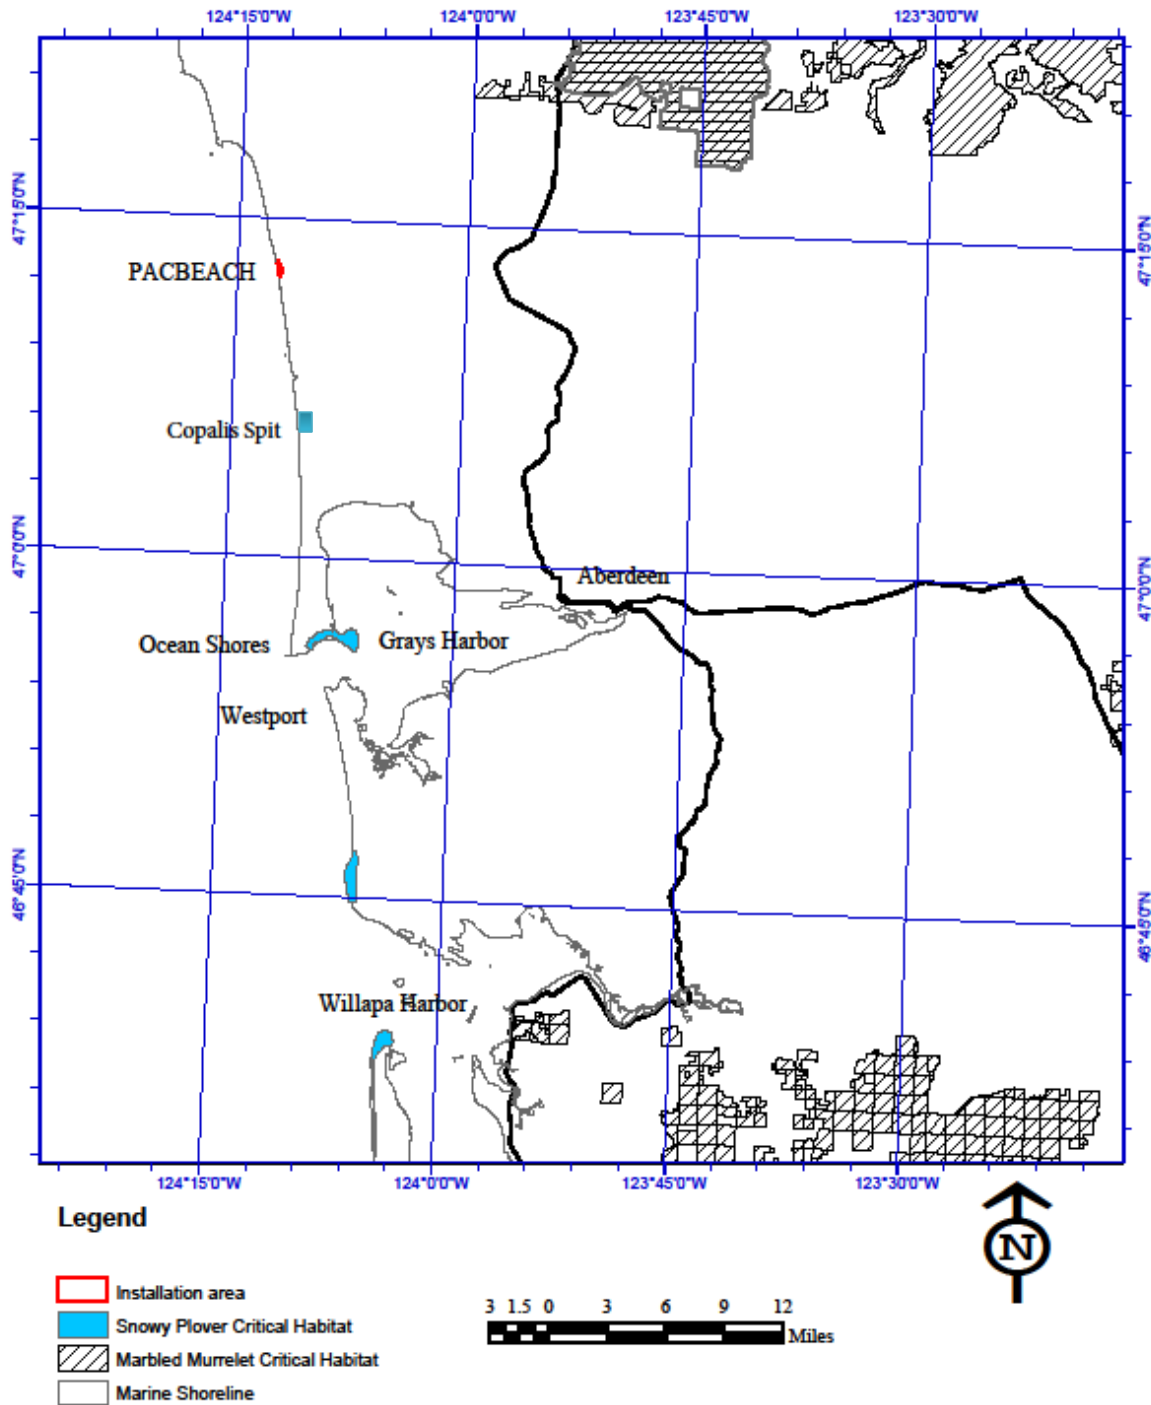 124°15'0"W 124°0'0"W 123°45'0"W 123°30'0"W
47°15'0"N
47°15'0"N
PACBEACH
Copalis Spit
47°0'0"N
Aberdeen
47°0'0"N
Ocean Shores
Grays Harbor
Westport
46°45'0"N
46°45'0"N
Willapa Harbor
124°15'0"W 124°0'0"W 123°45'0"W 123°30'0"W
Legend
N
Installation area
Snowy Plover Critical Habitat
Marbled Murrelet Critical Habitat
Marine Shoreline
3 1.5 0 3 6 9 12
Miles